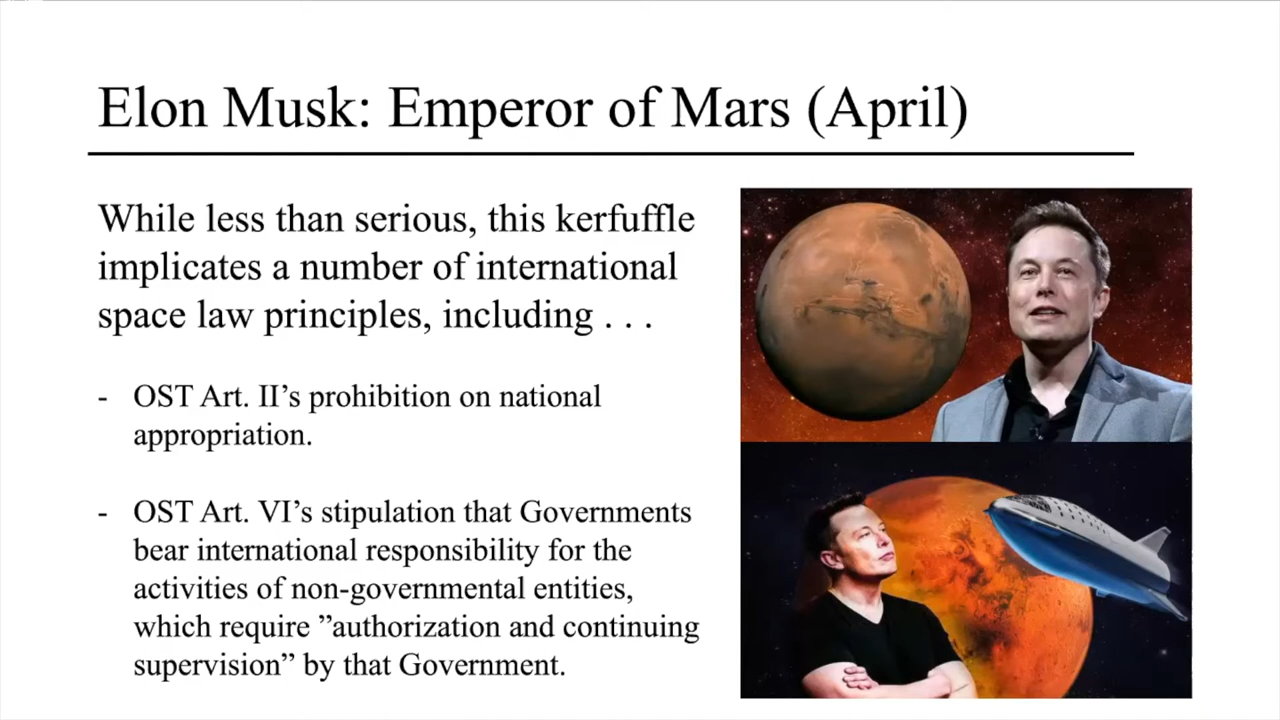 Elon Musk: Emperor of Mars (April)
While less than serious, this kerfuffle
implicates a number of international
space law principles, including . . .
- OST Art. II’s prohibition on national
appropriation.
- OST Art. VI’s stipulation that Governments
bear international responsibility for the
activities of non-governmental entities,
which require ”authorization and continuing
supervision” by that Government.